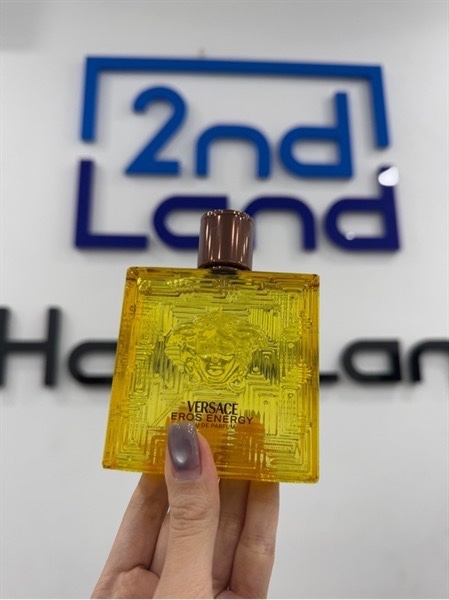 2nd
Land
VERSACE
EROS ENERGY
DE PARFUM